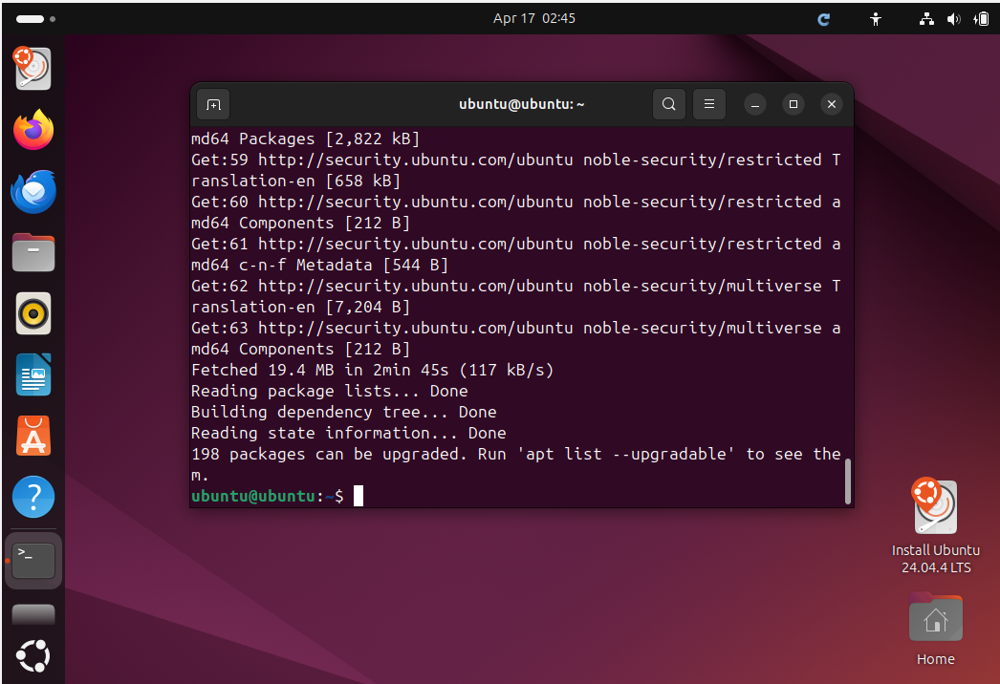 Apr 17 02:45
ubuntu@ubuntu: ~
md64 Packages [2,822 kB]
Get:59 http://security.ubuntu.com/ubuntu noble-security/restricted T
ranslation-en [658 kB]
Get:60 http://security.ubuntu.com/ubuntu noble-security/restricted a
md64 Components [212 B]
Get:61 http://security.ubuntu.com/ubuntu noble-security/restricted a
md64 c-n-f Metadata [544 B]
Get:62 http://security.ubuntu.com/ubuntu noble-security/multiverse T
ranslation-en [7,204 B]
Get:63 http://security.ubuntu.com/ubuntu noble-security/multiverse a
md64 Components [212 B]
Fetched 19.4 MB in 2min 45s (117 kB/s)
Reading package lists... Done
Building dependency tree... Done
Reading state information... Done
198 packages can be upgraded. Run 'apt list --upgradable' to see the
m.
ubuntu@ubuntu:~$
Install Ubuntu
24.04.4 LTS
Home